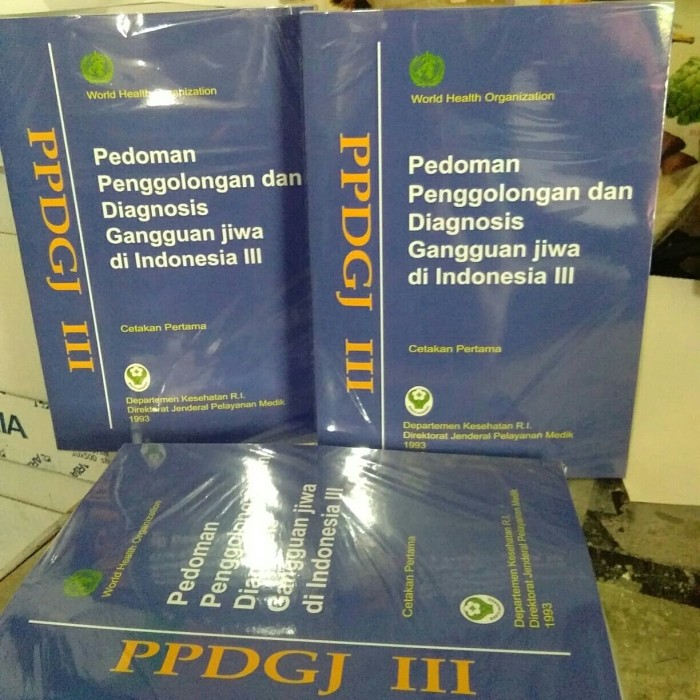 World Health Organization
PPDGJ III
Pedoman
Penggolongan dan
Diagnosis
Gangguan jiwa
di Indonesia III
Cetakan Pertama
Departemen Kesehatan R.I.
Direktorat Jenderal Pelayanan Medik
1993
World Health Organization
PPDGJ III
Pedoman
Penggolongan dan
Diagnosis
Gangguan jiwa
di Indonesia III
Cetakan Pertama
Departemen Kesehatan R.I.
Direktorat Jenderal Pelayanan Medik
1993
World Health Organization
Pedoman
Penggolongan
Gangguan jiwa
di Indonesia III
Cetakan Pertama
Departemen Kesehatan R.I.
Direktorat Jenderal Pelayanan Medik
1993
PPDGJ III